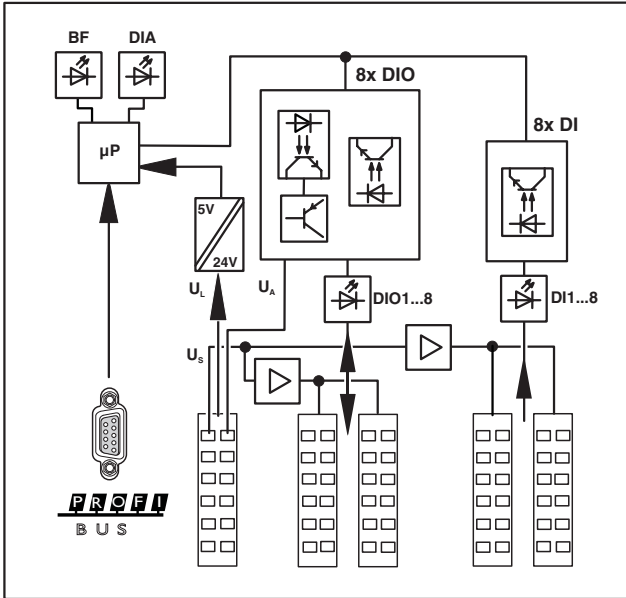 BF DIA
8x DIO
8x DI
µP
5V
24V
U_L
U_A
DIO1...8
DI1...8
U_S
PROFI
BUS